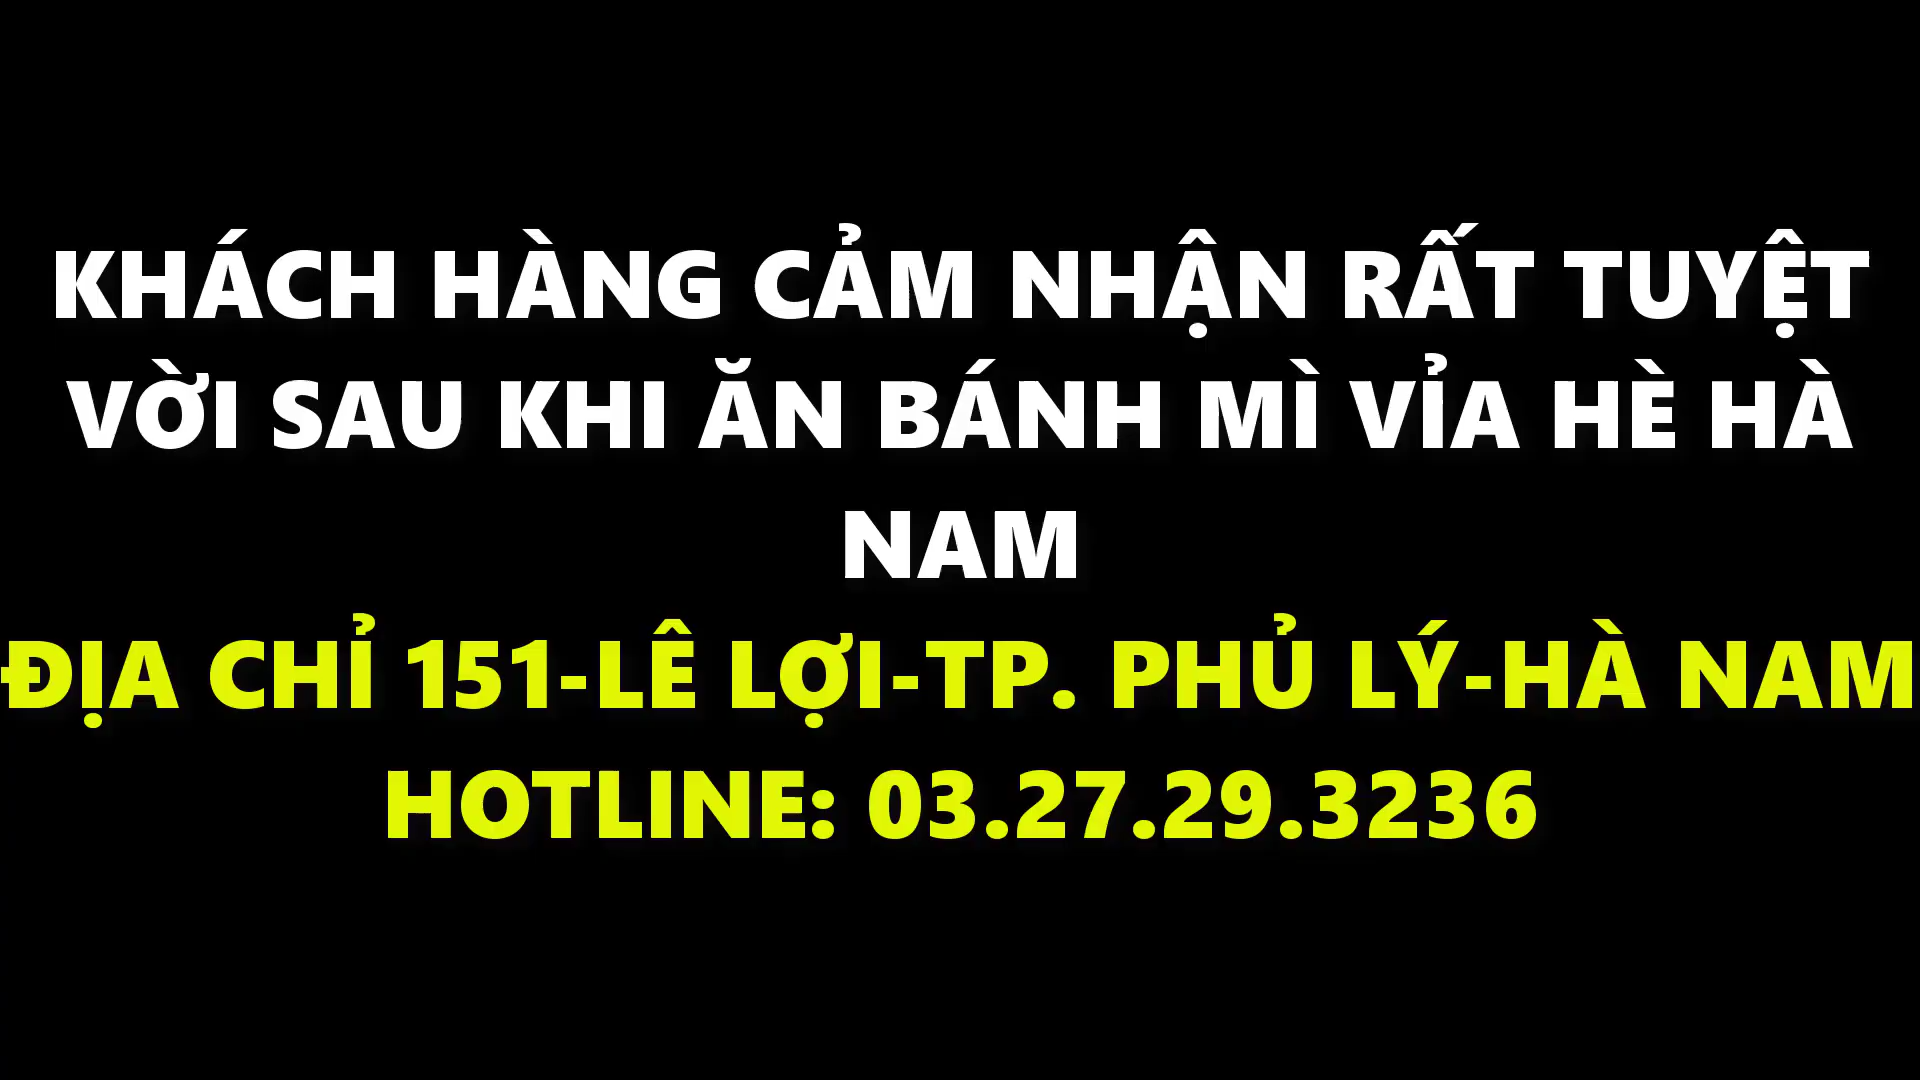 KHÁCH HÀNG CẢM NHẬN RẤT TUYỆT
VỜI SAU KHI ĂN BÁNH MÌ VỈA HÈ HÀ
NAM
ĐỊA CHỈ 151-LÊ LỢI-TP. PHỦ LÝ-HÀ NAM
HOTLINE: 03.27.29.3236